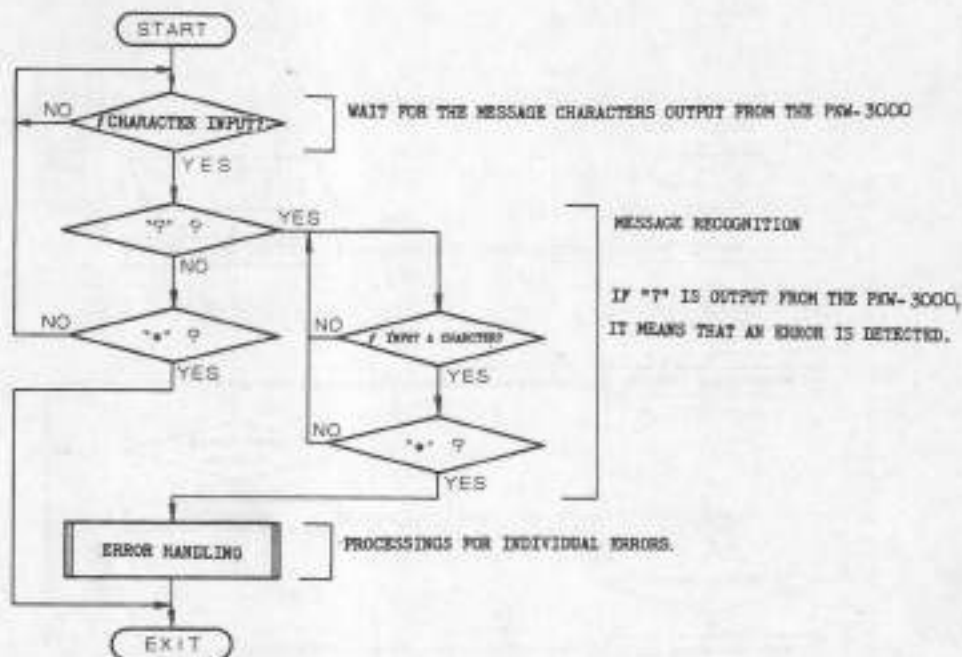 START
NO
1 CHARACTER INPUT?
WAIT FOR THE MESSAGE CHARACTERS OUTPUT FROM THE PKW-3000
YES
"?" ?
YES
MESSAGE RECOGNITION
NO
IF "?" IS OUTPUT FROM THE PKW-3000,
IT MEANS THAT AN ERROR IS DETECTED.
NO
"*" ?
NO
INPUT A CHARCTER?
YES
YES
NO
"*" ?
YES
ERROR HANDLING
PROCESSINGS FOR INDIVIDUAL ERRORS.
EXIT